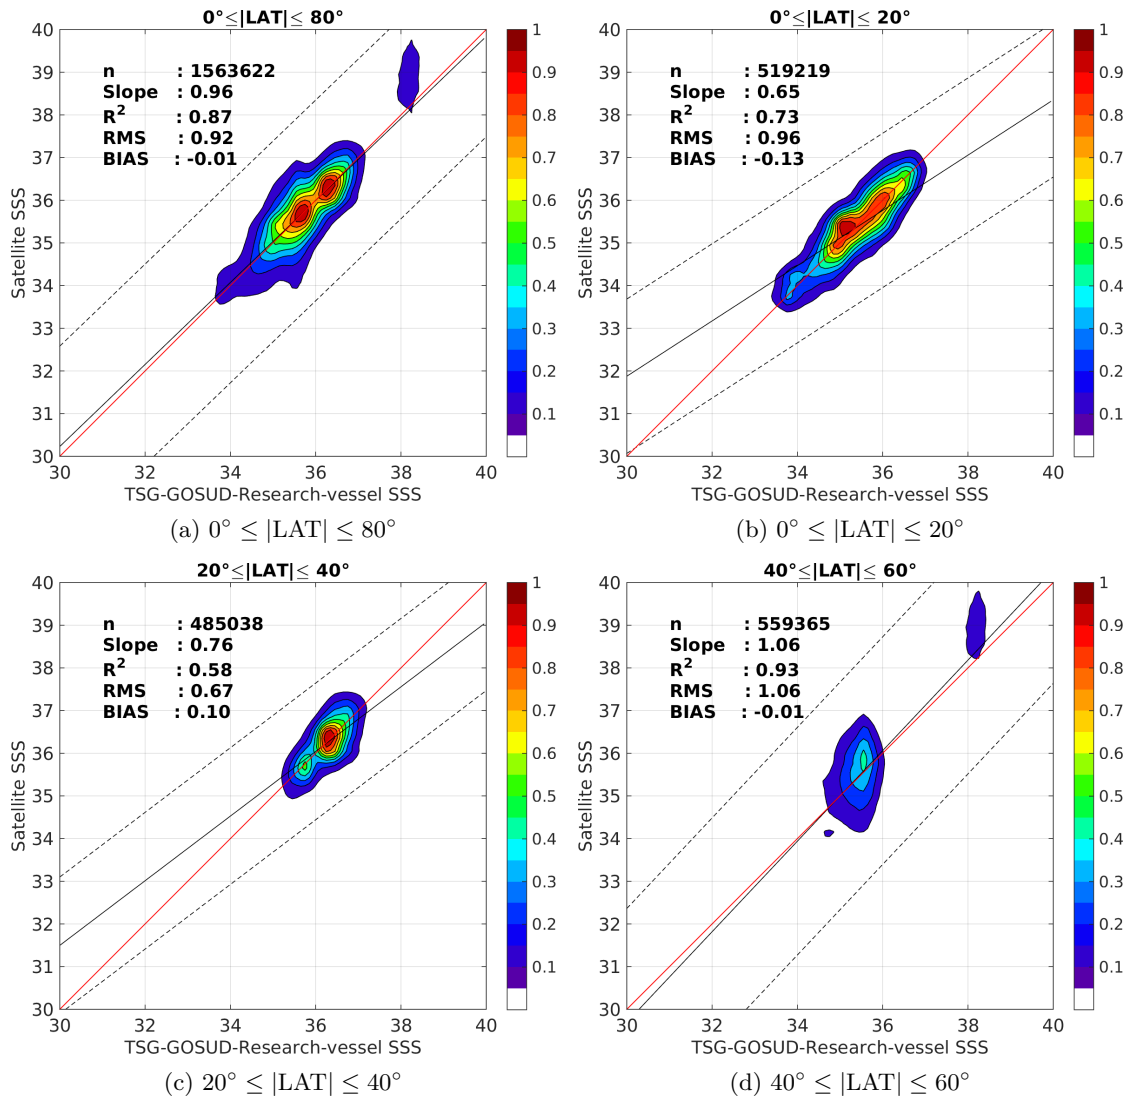 0°≤|LAT|≤ 80°
40
39
38
37
36
35
34
33
32
31
30
Satellite SSS
n : 1563622
Slope : 0.96
R² : 0.87
RMS : 0.92
BIAS : -0.01
30 32 34 36 38 40
TSG-GOSUD-Research-vessel SSS
1
0.9
0.8
0.7
0.6
0.5
0.4
0.3
0.2
0.1
(a) 0° ≤ |LAT| ≤ 80°
0°≤|LAT|≤ 20°
40
39
38
37
36
35
34
33
32
31
30
Satellite SSS
n : 519219
Slope : 0.65
R² : 0.73
RMS : 0.96
BIAS : -0.13
30 32 34 36 38 40
TSG-GOSUD-Research-vessel SSS
1
0.9
0.8
0.7
0.6
0.5
0.4
0.3
0.2
0.1
(b) 0° ≤ |LAT| ≤ 20°
20°≤|LAT|≤ 40°
40
39
38
37
36
35
34
33
32
31
30
Satellite SSS
n : 485038
Slope : 0.76
R² : 0.58
RMS : 0.67
BIAS : 0.10
30 32 34 36 38 40
TSG-GOSUD-Research-vessel SSS
1
0.9
0.8
0.7
0.6
0.5
0.4
0.3
0.2
0.1
(c) 20° ≤ |LAT| ≤ 40°
40°≤|LAT|≤ 60°
40
39
38
37
36
35
34
33
32
31
30
Satellite SSS
n : 559365
Slope : 1.06
R² : 0.93
RMS : 1.06
BIAS : -0.01
30 32 34 36 38 40
TSG-GOSUD-Research-vessel SSS
1
0.9
0.8
0.7
0.6
0.5
0.4
0.3
0.2
0.1
(d) 40° ≤ |LAT| ≤ 60°